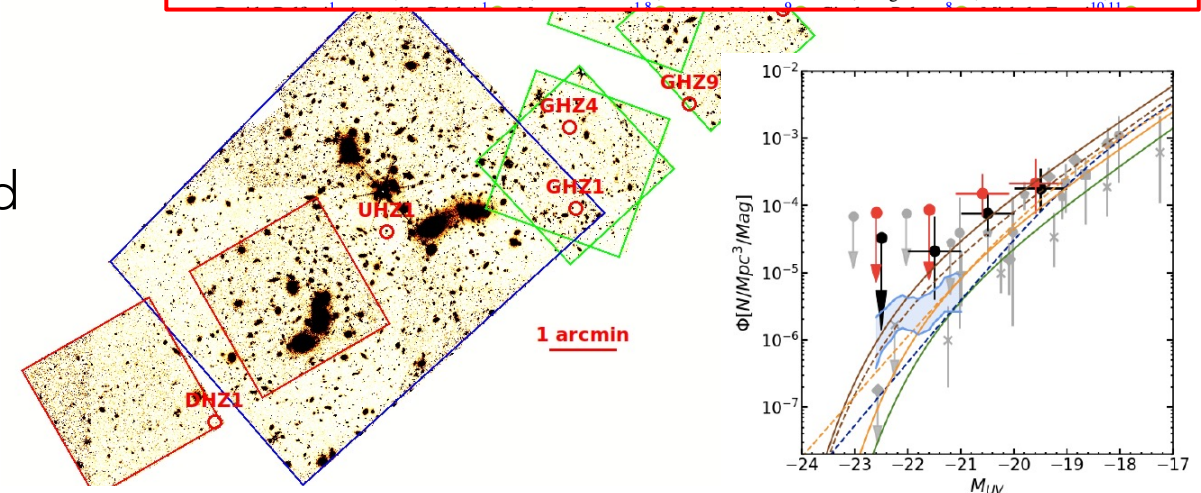 d
GHZ9
GHZ4
GHZ1
UHZ1
1 arcmin
DHZ1
10⁻²
10⁻³
10⁻⁴
10⁻⁵
10⁻⁶
10⁻⁷
Φ[N/Mpc³/Mag]
−24 −23 −22 −21 −20 −19 −18 −17
M_UV